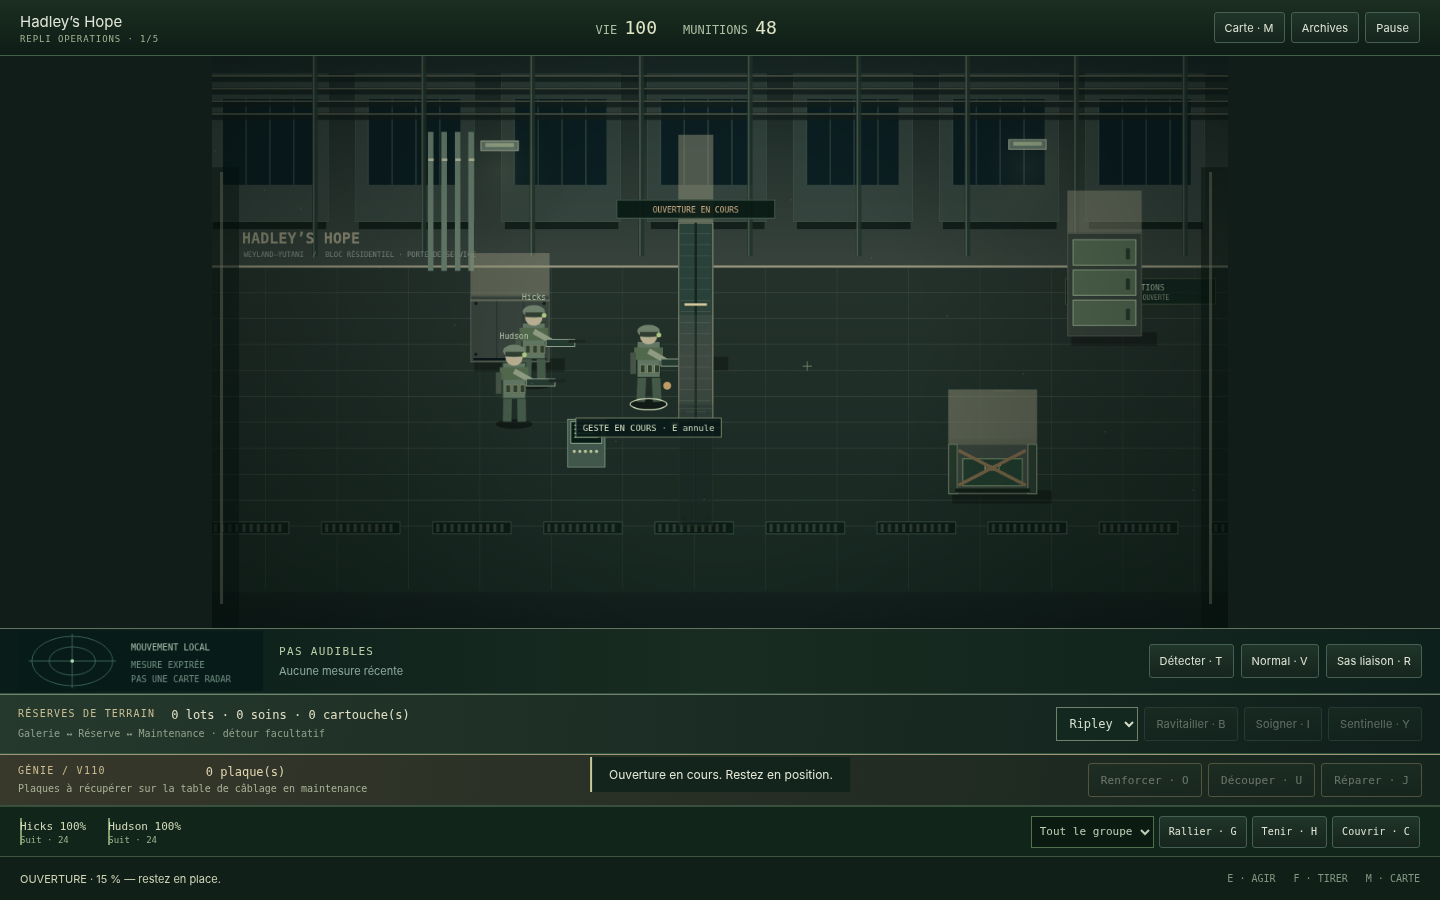 Hadley's Hope
REPLI OPERATIONS · 1/5
VIE 100 MUNITIONS 48
Carte · M
Archives
Pause
OUVERTURE EN COURS
HADLEY'S HOPE
WEYLAND-YUTANI / BLOC RÉSIDENTIEL · PORTE DE SERVICE
Hicks
Hudson
TIONS
OUVERTE
GESTE EN COURS · E annule
MOUVEMENT LOCAL
MESURE EXPIRÉE
PAS UNE CARTE RADAR
PAS AUDIBLES
Aucune mesure récente
Détecter · T
Normal · V
Sas liaison · R
RÉSERVES DE TERRAIN 0 lots · 0 soins · 0 cartouche(s)
Galerie ↔ Réserve ↔ Maintenance · détour facultatif
Ripley
Ravitailler · B
Soigner · I
Sentinelle · Y
GÉNIE / V110 0 plaque(s)
Plaques à récupérer sur la table de câblage en maintenance
Ouverture en cours. Restez en position.
Renforcer · O
Découper · U
Réparer · J
Hicks 100% Hudson 100%
Suit · 24 Suit · 24
Tout le groupe
Rallier · G
Tenir · H
Couvrir · C
OUVERTURE · 15 % — restez en place.
E · AGIR F · TIRER M · CARTE